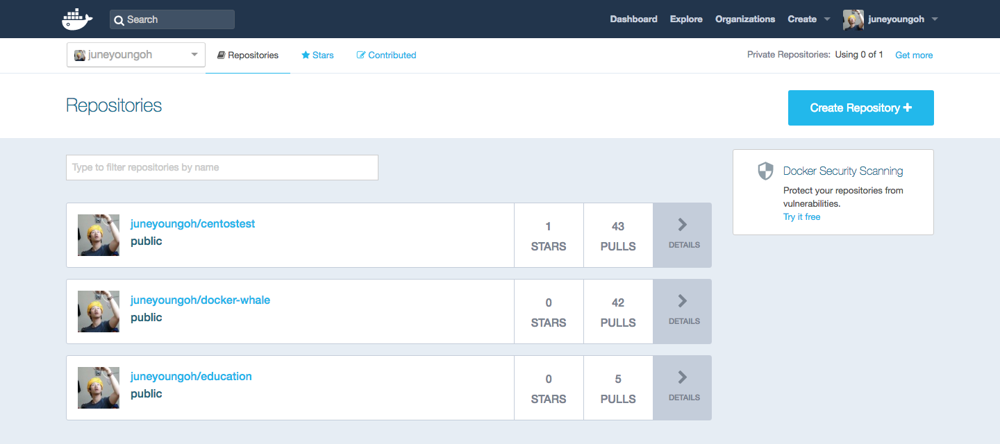 Search
Dashboard Explore Organizations Create juneyoungoh
juneyoungoh Repositories Stars Contributed Private Repositories: Using 0 of 1 Get more
Repositories
Create Repository
Type to filter repositories by name
Docker Security Scanning
Protect your repositories from
vulnerabilities.
Try it free
juneyoungoh/centostest
public
1
STARS
43
PULLS
DETAILS
juneyoungoh/docker-whale
public
0
STARS
42
PULLS
DETAILS
juneyoungoh/education
public
0
STARS
5
PULLS
DETAILS